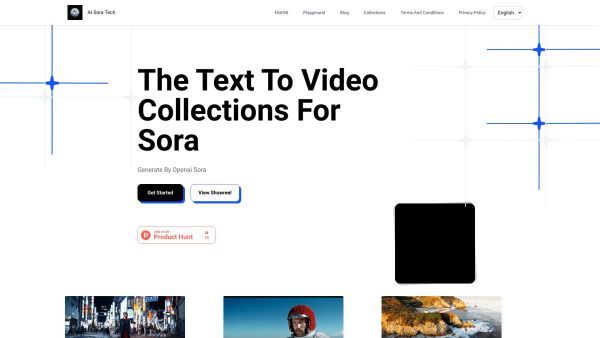 AI Sora Tech
Home
Playground
Blog
Collections
Terms And Conditions
Privacy Policy
English
The Text To Video
Collections For
Sora
Generate By Openai Sora
Get Started
View Showreel
FIND US ON
Product Hunt